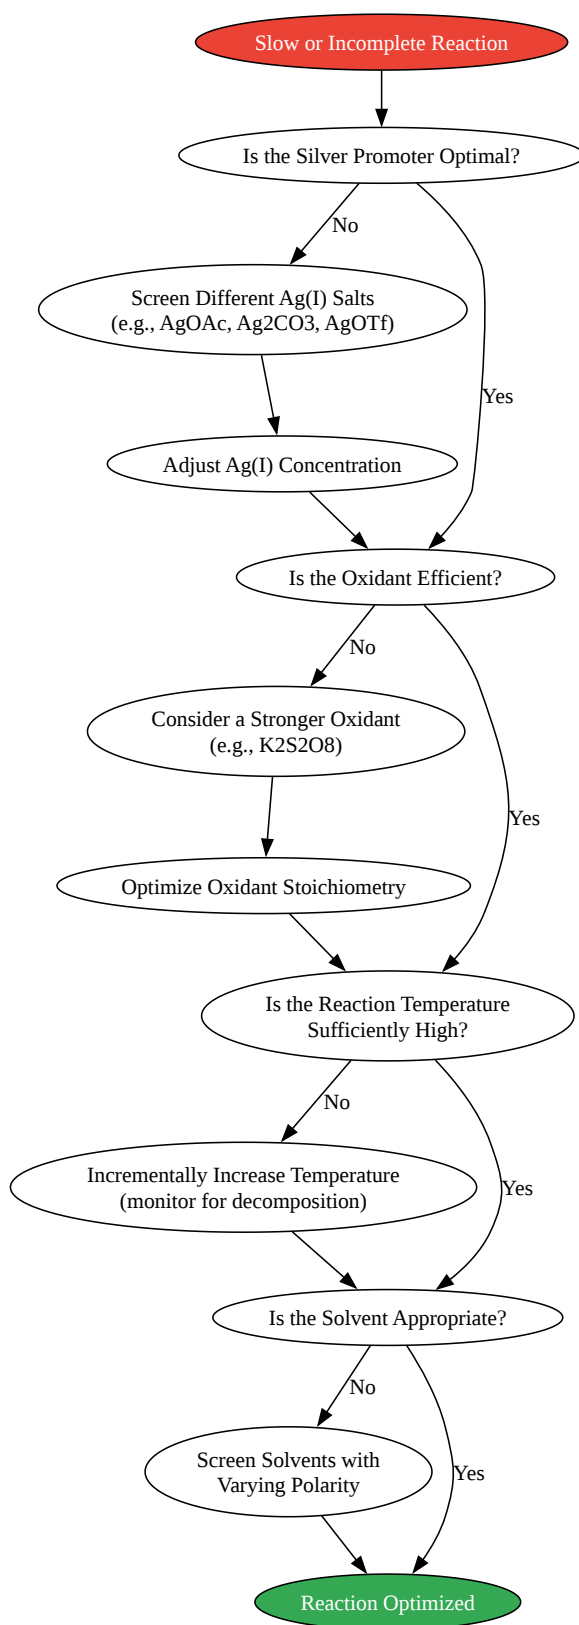 Slow or Incomplete Reaction
Is the Silver Promoter Optimal?
No
Screen Different Ag(I) Salts
(e.g., AgOAc, Ag2CO3, AgOTf)
Yes
Adjust Ag(I) Concentration
Is the Oxidant Efficient?
No
Consider a Stronger Oxidant
(e.g., K2S2O8)
Yes
Optimize Oxidant Stoichiometry
Is the Reaction Temperature
Sufficiently High?
No
Incrementally Increase Temperature
(monitor for decomposition)
Yes
Is the Solvent Appropriate?
No
Screen Solvents with
Varying Polarity
Yes
Reaction Optimized